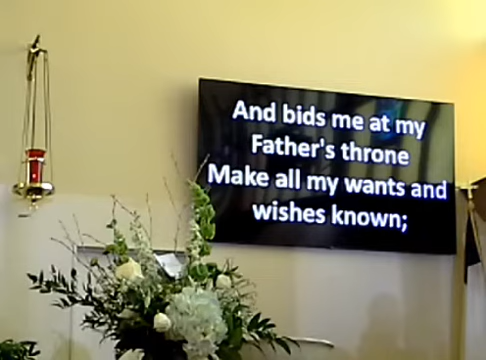 And bids me at my
Father's throne
Make all my wants and
wishes known;